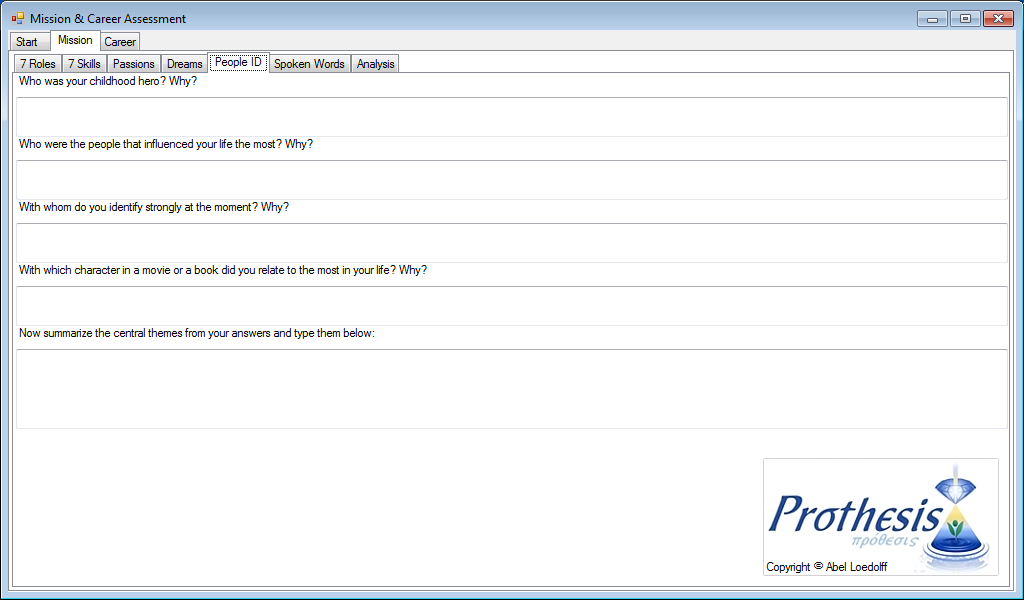 Mission & Career Assessment
Start Mission Career
7 Roles 7 Skills Passions Dreams People ID Spoken Words Analysis
Who was your childhood hero? Why?
Who were the people that influenced your life the most? Why?
With whom do you identify strongly at the moment? Why?
With which character in a movie or a book did you relate to the most in your life? Why?
Now summarize the central themes from your answers and type them below:
Prothesis
πρόθεσις
Copyright © Abel Loedolff